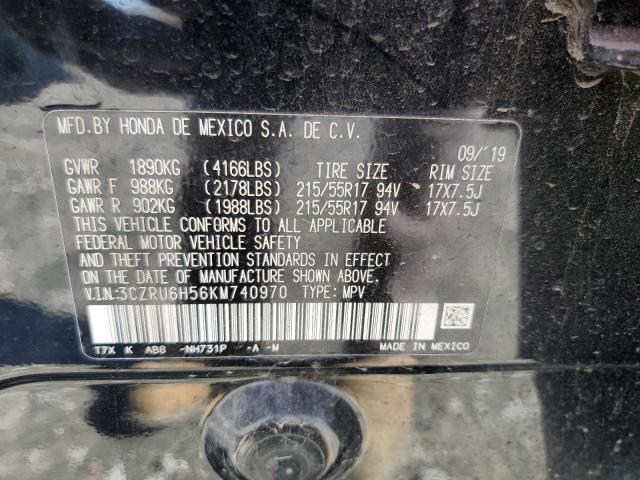 MFD.BY HONDA DE MEXICO S.A. DE C.V.
09/'19
GVWR 1890KG (4166LBS) TIRE SIZE RIM SIZE
GAWR F 988KG (2178LBS) 215/55R17 94V 17X7.5J
GAWR R 902KG (1988LBS) 215/55R17 94V 17X7.5J
THIS VEHICLE CONFORMS TO ALL APPLICABLE
FEDERAL MOTOR VEHICLE SAFETY
AND THEFT PREVENTION STANDARDS IN EFFECT
ON THE DATE OF MANUFACTURE SHOWN ABOVE.
V.I.N:3CZRU6H56KM740970 TYPE: MPV
T7X K AB8 -NH731P -A -M MADE IN MEXICO